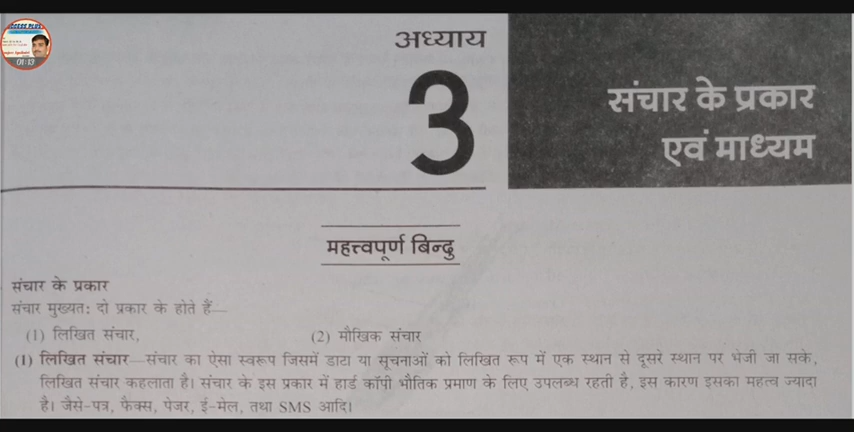 SUCCESS PLUS
01:13
अध्याय
3
संचार के प्रकार
एवं माध्यम
महत्त्वपूर्ण बिन्दु
संचार के प्रकार
संचार मुख्यतः दो प्रकार के होते हैं—
(1) लिखित संचार, (2) मौखिक संचार
(1) लिखित संचार—संचार का ऐसा स्वरूप जिसमें डाटा या सूचनाओं को लिखित रूप में एक स्थान से दूसरे स्थान पर भेजी जा सके,
लिखित संचार कहलाता है। संचार के इस प्रकार में हार्ड कॉपी भौतिक प्रमाण के लिए उपलब्ध रहती है, इस कारण इसका महत्व ज्यादा
है। जैसे-पत्र, फैक्स, पेजर, ई-मेल, तथा SMS आदि।